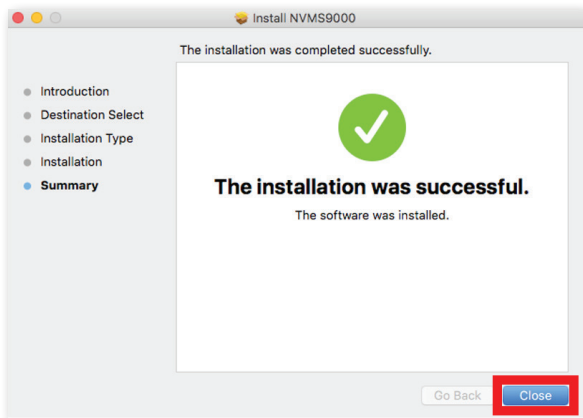 Install NVMS9000
The installation was completed successfully.
Introduction
Destination Select
Installation Type
Installation
Summary
The installation was successful.
The software was installed.
Go Back
Close